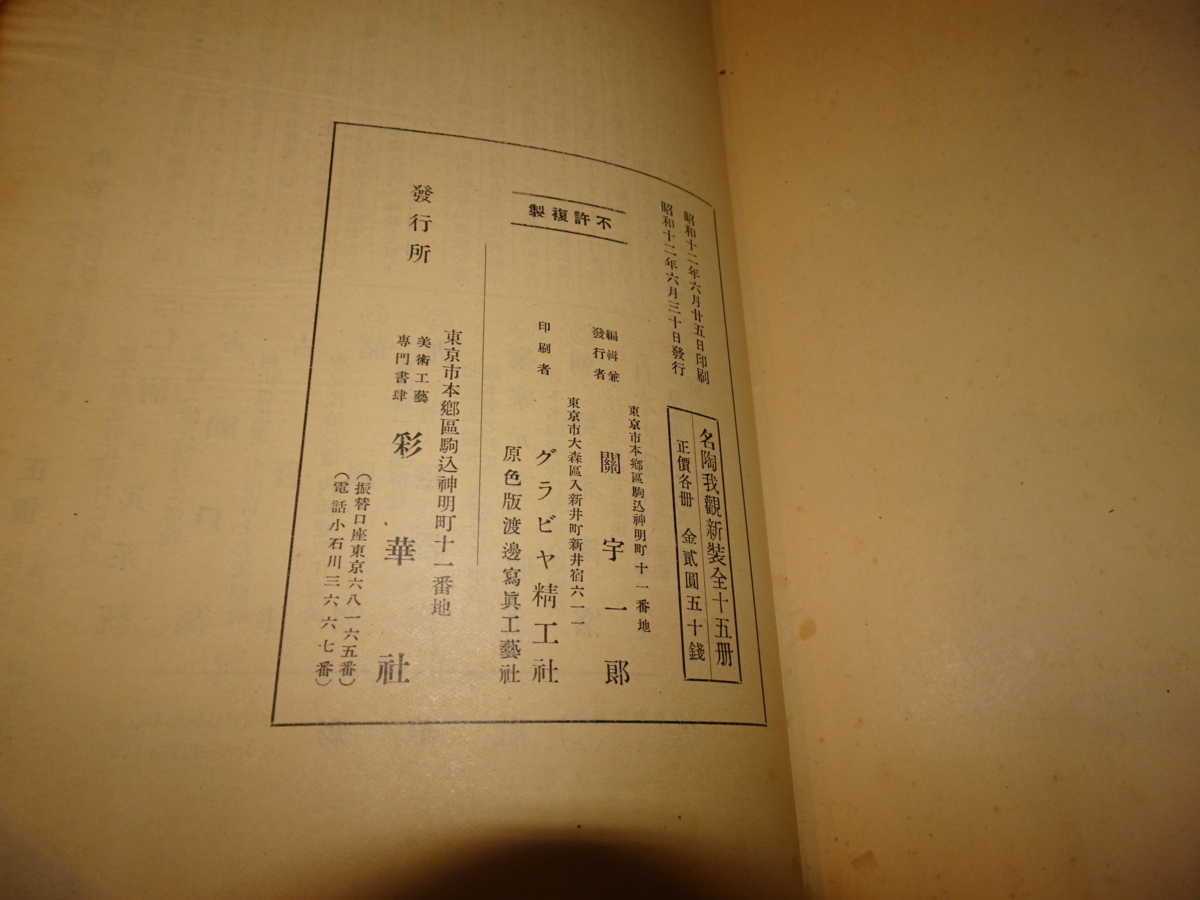 昭和十二年六月廿五日印刷
昭和十二年六月三十日發行
名陶我觀新裝全十五册
正價各册 金貳圓五十錢
不許複製
編輯兼
發行者
東京市本鄉區駒込神明町十一番地
關宇一郎
印刷者
東京市大森區入新井町新井宿六一一
グラビヤ精工社
原色版渡邊寫眞工藝社
發行所
東京市本鄉區駒込神明町十一番地
美術工藝
專門書肆
彩華社
(振替口座東京六八一六五番)
(電話小石川三六六七番)